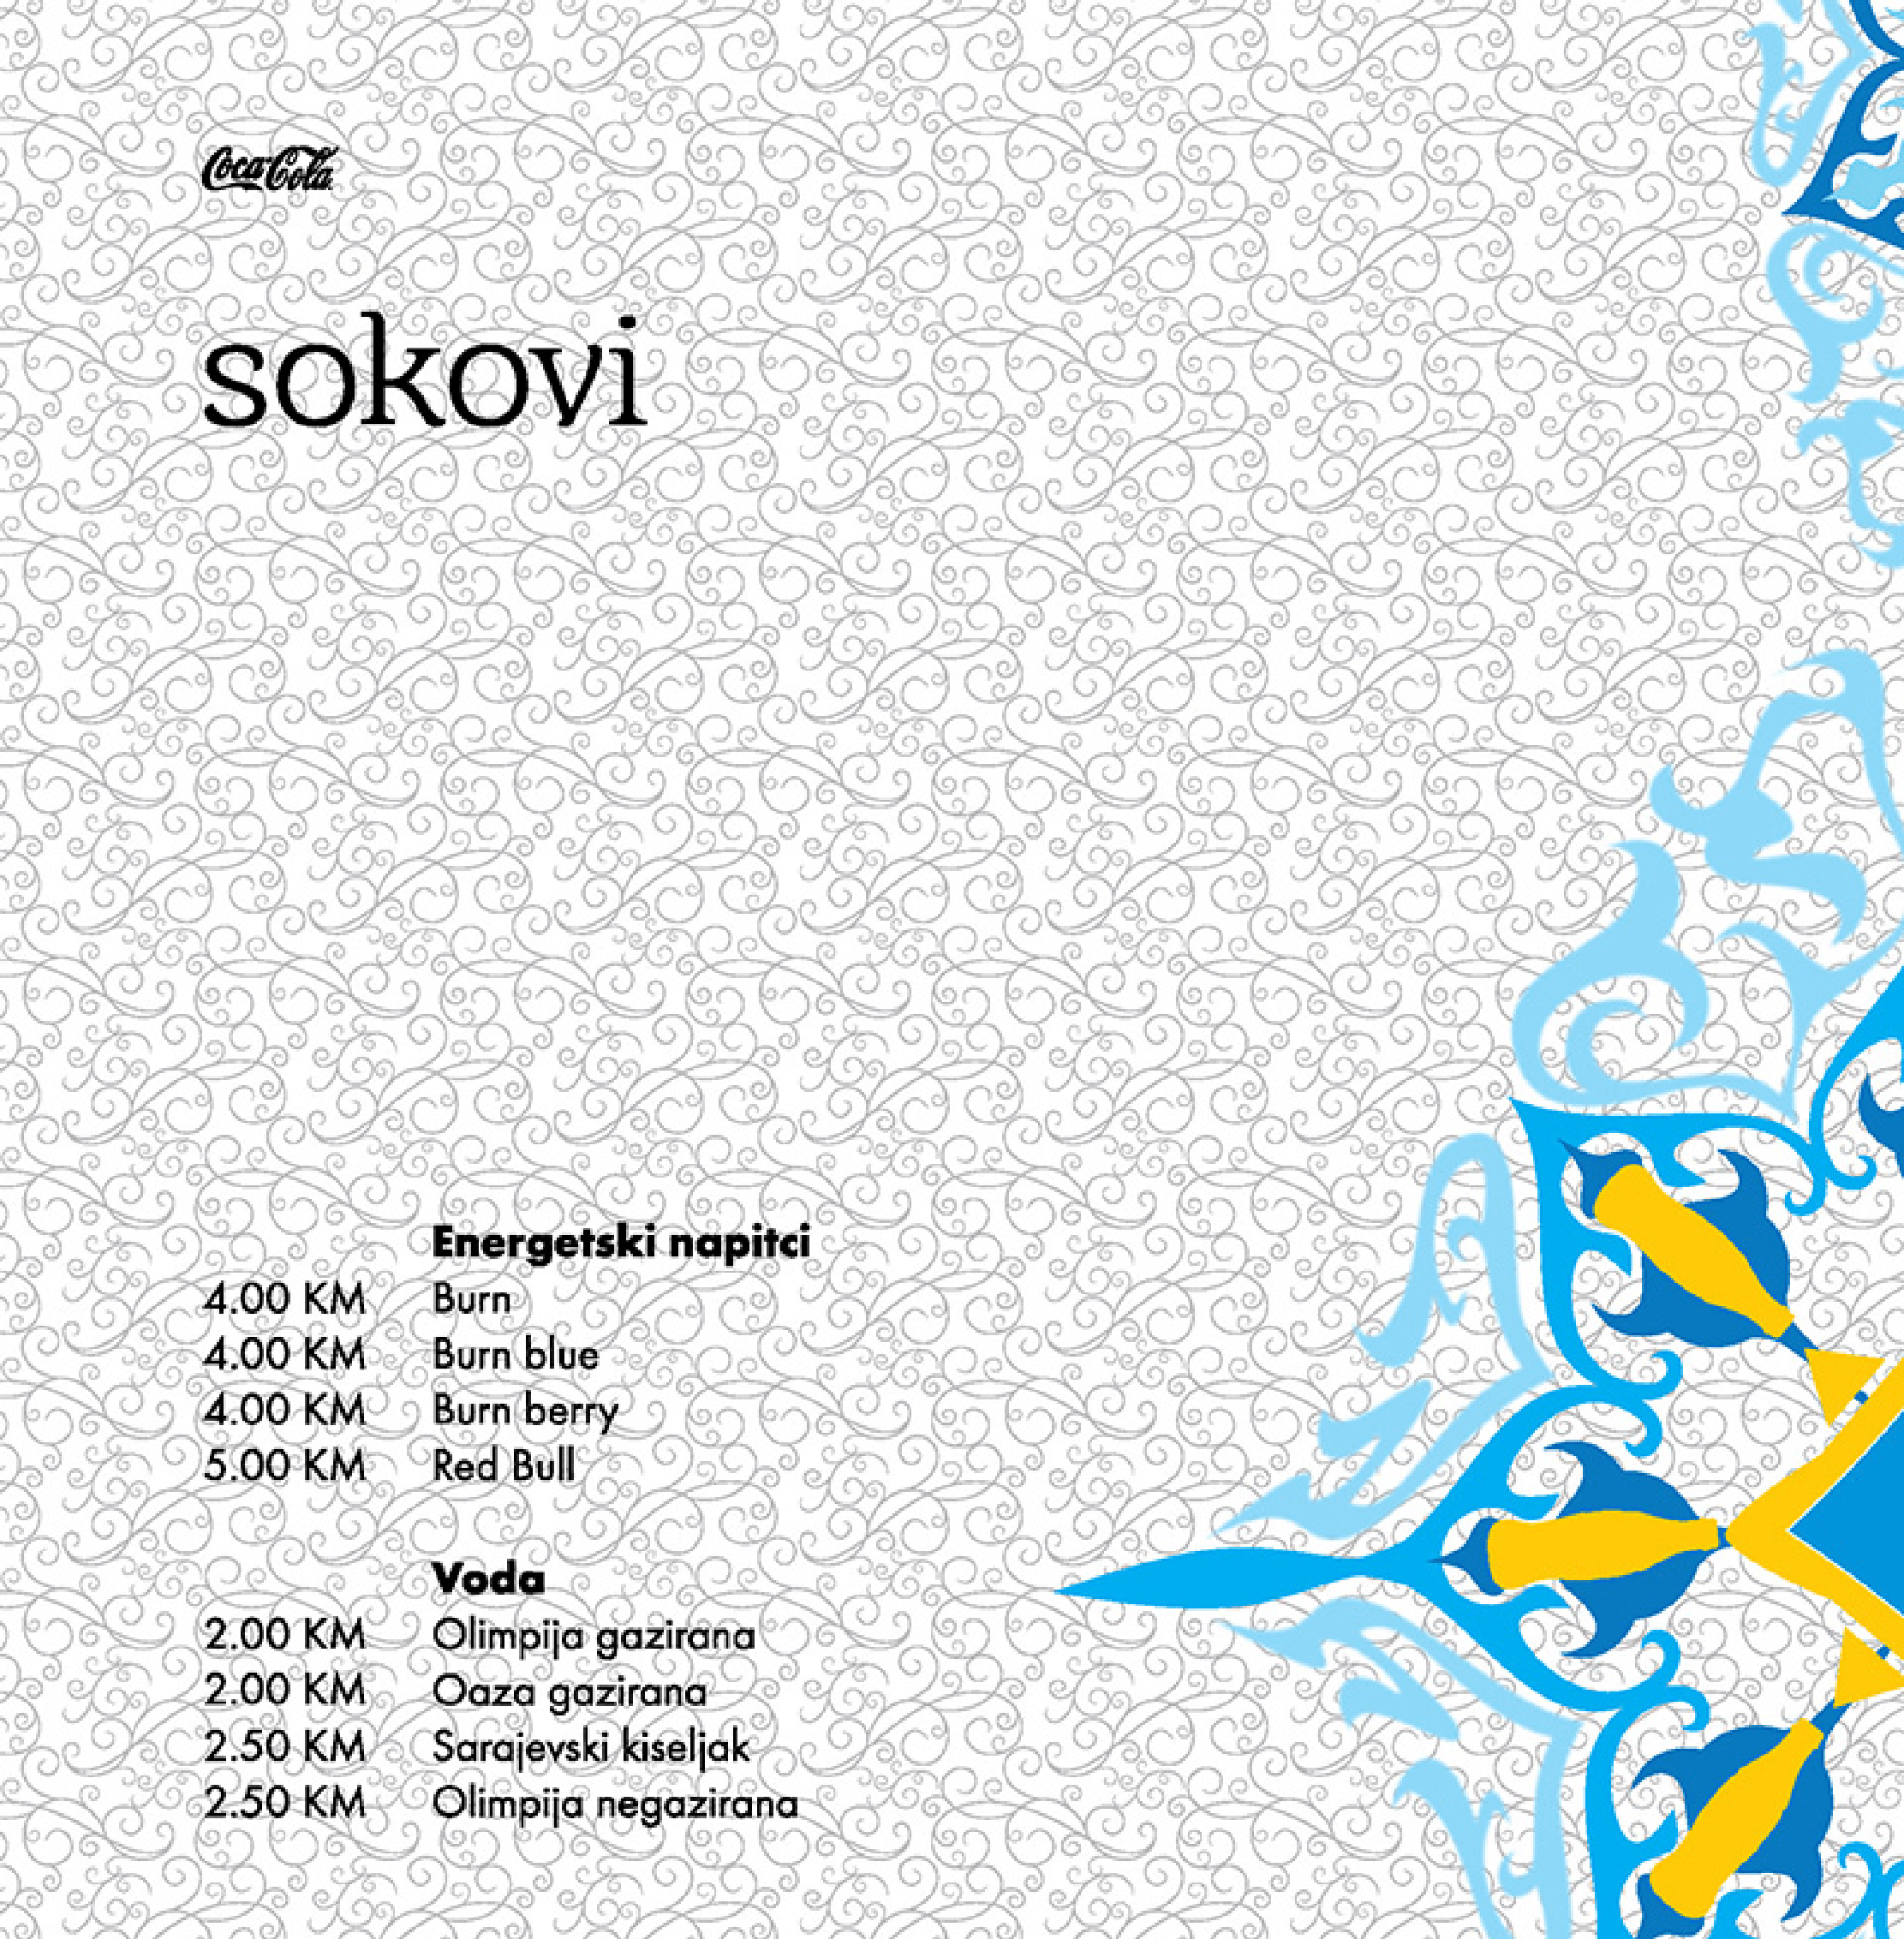 Coca-Cola
sokovi
Energetski napitci
4.00 KM Burn
4.00 KM Burn blue
4.00 KM Burn berry
5.00 KM Red Bull
Voda
2.00 KM Olimpija gazirana
2.00 KM Oaza gazirana
2.50 KM Sarajevski kiseljak
2.50 KM Olimpija negazirana